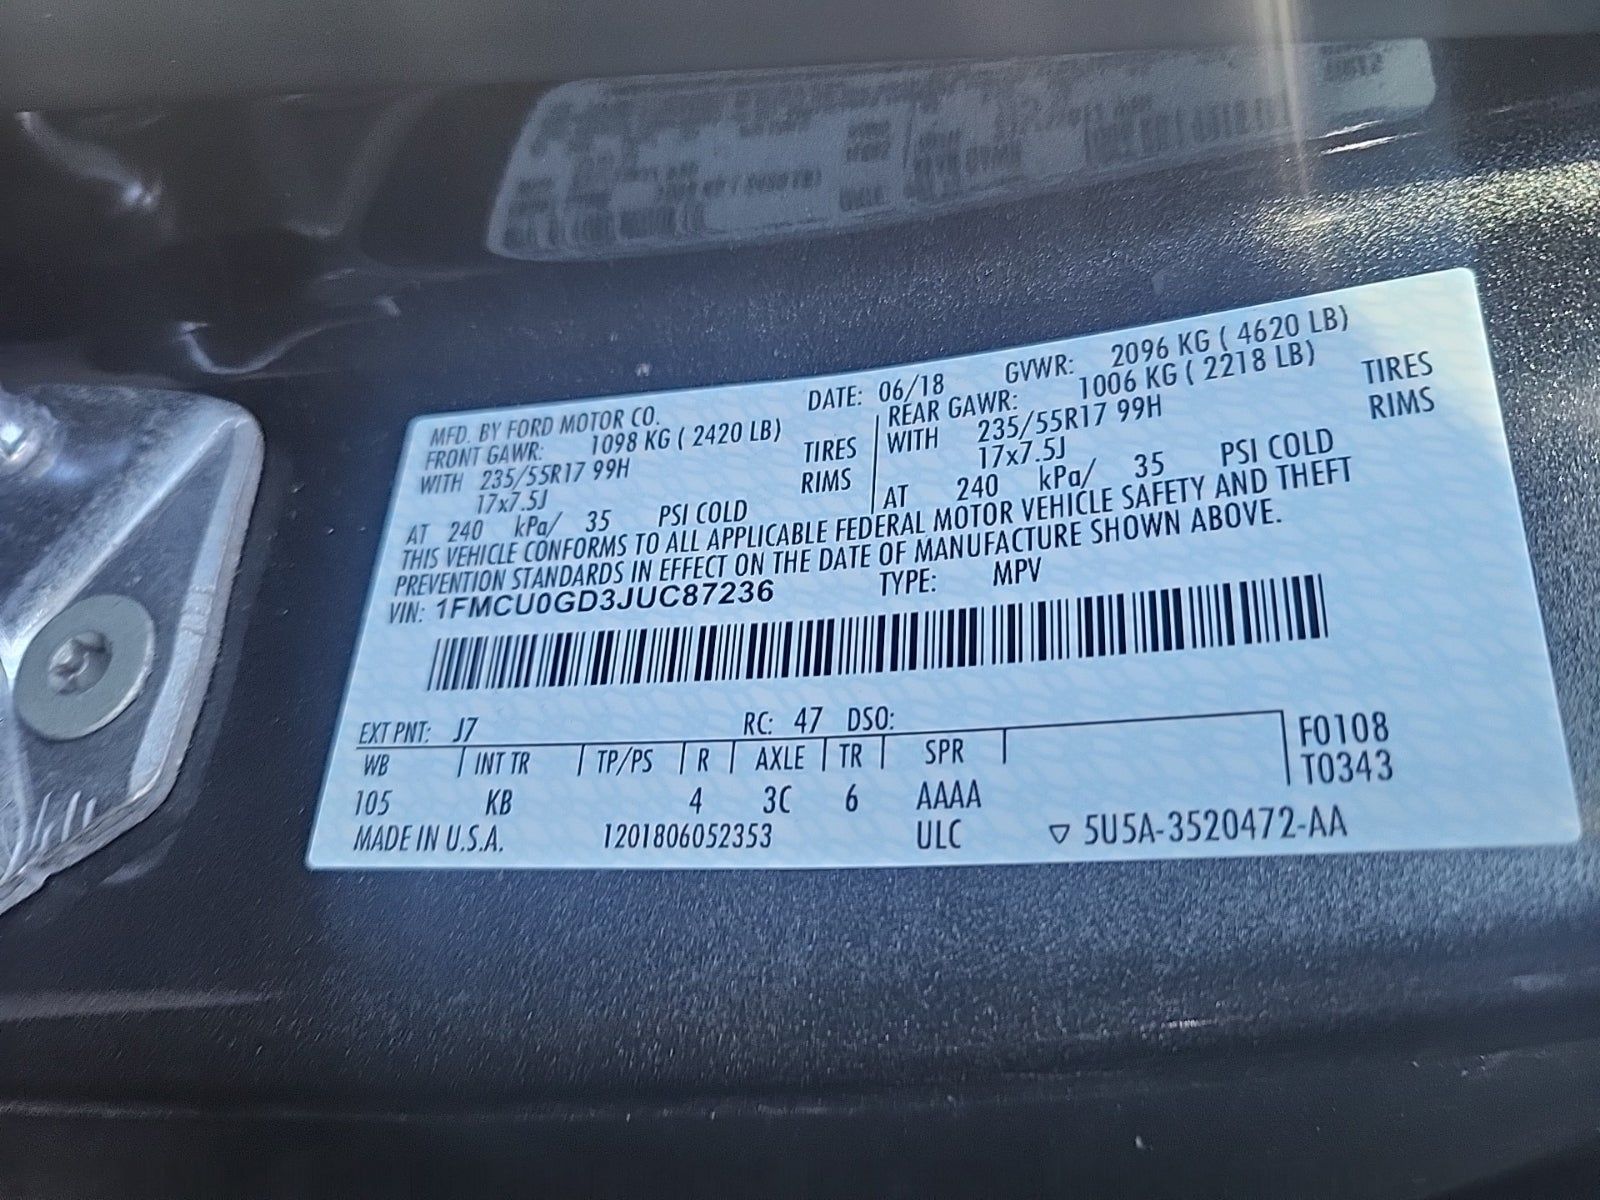 MFD. BY FORD MOTOR CO. DATE: 06/18 GVWR: 2096 KG ( 4620 LB)
FRONT GAWR: 1098 KG ( 2420 LB) REAR GAWR: 1006 KG ( 2218 LB)
WITH 235/55R17 99H TIRES WITH 235/55R17 99H TIRES
17x7.5J RIMS 17x7.5J RIMS
AT 240 kPa/ 35 PSI COLD AT 240 kPa/ 35 PSI COLD
THIS VEHICLE CONFORMS TO ALL APPLICABLE FEDERAL MOTOR VEHICLE SAFETY AND THEFT
PREVENTION STANDARDS IN EFFECT ON THE DATE OF MANUFACTURE SHOWN ABOVE.
VIN: 1FMCU0GD3JUC87236 TYPE: MPV
EXT PNT: J7 RC: 47 DSO:
WB INT TR TP/PS R AXLE TR SPR F0108
T0343
105 KB 4 3C 6 AAAA
MADE IN U.S.A. 1201806052353 ULC ▽ 5U5A-3520472-AA